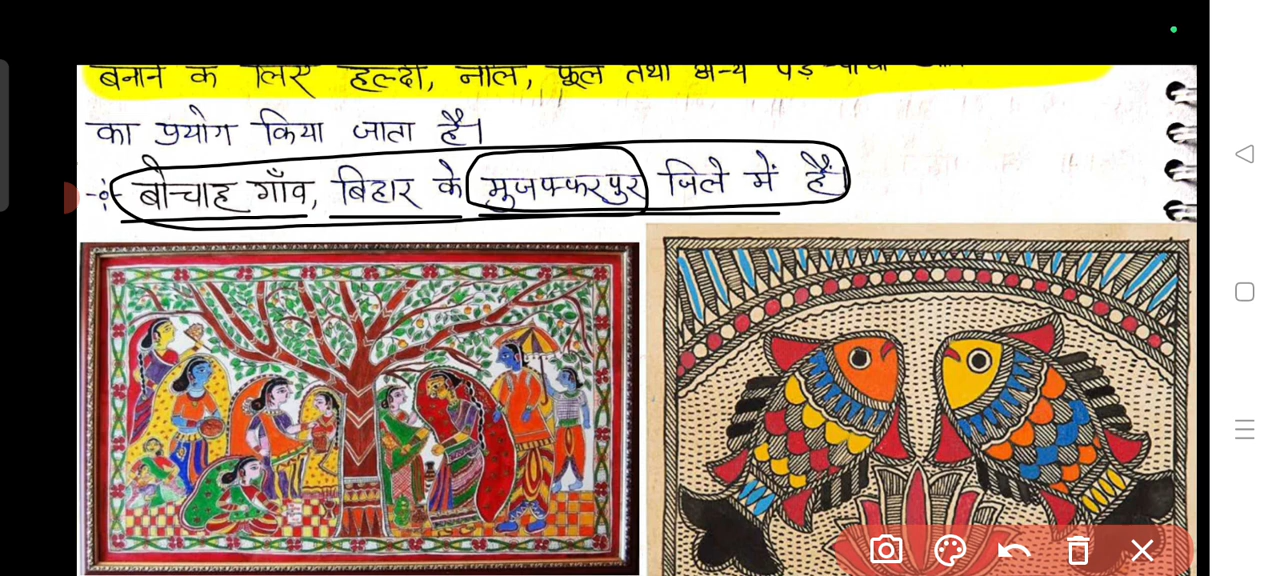 बनाने के लिए हल्दी, नील, फूल तथा अन्य पेड़
का प्रयोग किया जाता है।
बोचाह गाँव, बिहार के मुजफ्फरपुर जिले में है।